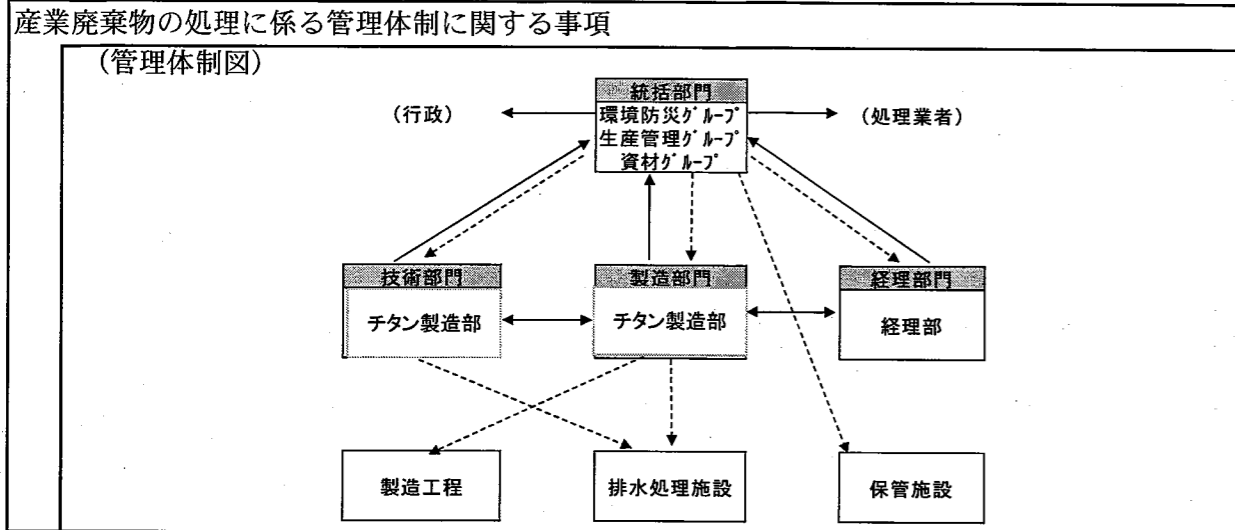 産業廃棄物の処理に係る管理体制に関する事項
(管理体制図)
統括部門
(行政)
環境防災グループ
(処理業者)
生産管理グループ
資材グループ
技術部門
製造部門
経理部門
チタン製造部
チタン製造部
経理部
製造工程
排水処理施設
保管施設